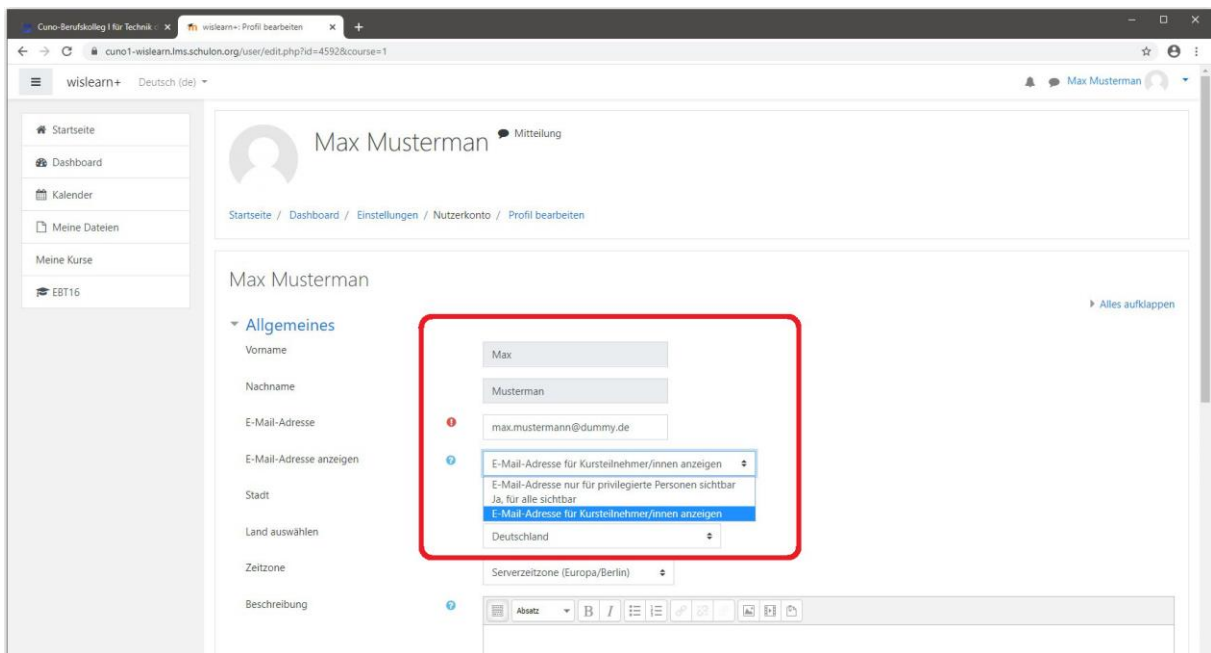 Cuno-Berufskolleg I für Technik
wislearn+: Profil bearbeiten
cuno1-wislearn.lms.schulon.org/user/edit.php?id=4592&course=1
wislearn+ Deutsch (de)
Max Musterman
Startseite
Dashboard
Kalender
Meine Dateien
Meine Kurse
EBT16
Max Musterman Mitteilung
Startseite / Dashboard / Einstellungen / Nutzerkonto / Profil bearbeiten
Max Musterman
Alles aufklappen
Allgemeines
Vorname Max
Nachname Musterman
E-Mail-Adresse max.mustermann@dummy.de
E-Mail-Adresse anzeigen E-Mail-Adresse für Kursteilnehmer/innen anzeigen
E-Mail-Adresse nur für privilegierte Personen sichtbar
Stadt Ja, für alle sichtbar
E-Mail-Adresse für Kursteilnehmer/innen anzeigen
Land auswählen Deutschland
Zeitzone Serverzeitzone (Europa/Berlin)
Beschreibung Absatz B I